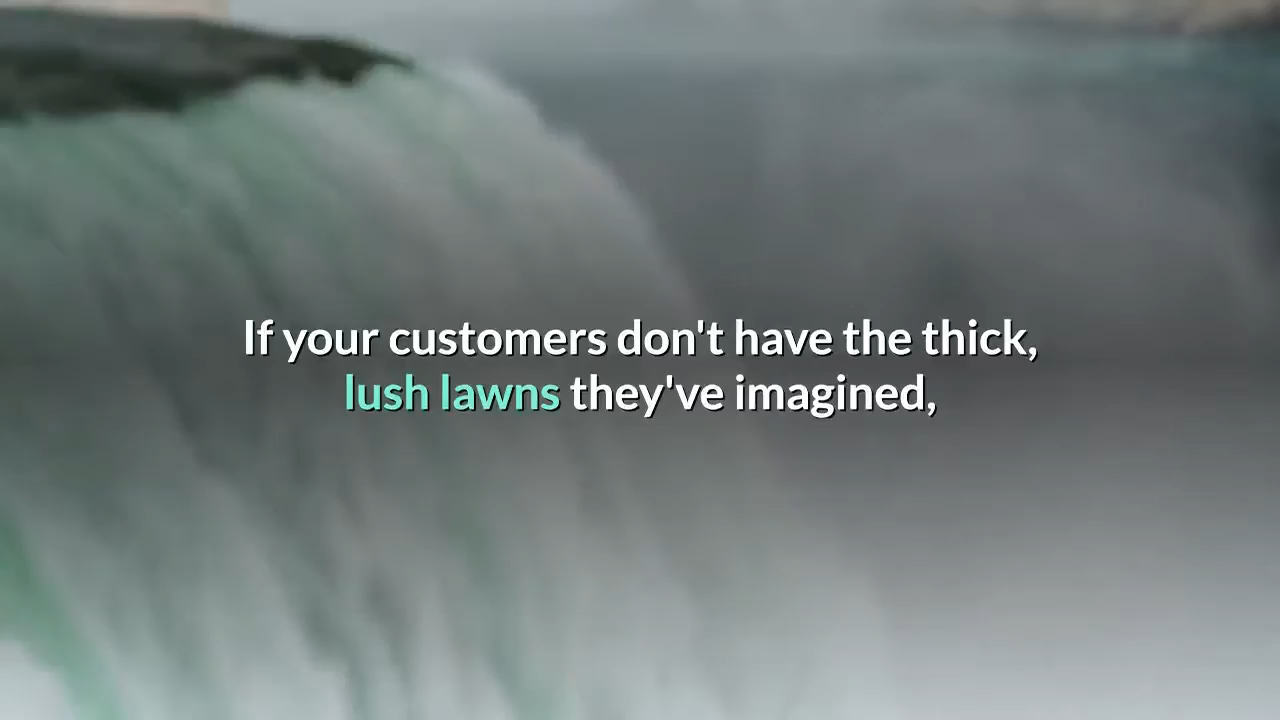 If your customers don't have the thick,
lush lawns they've imagined,